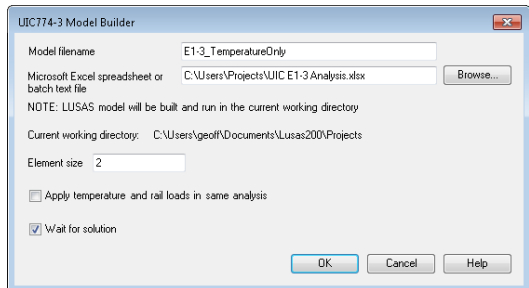 UIC774-3 Model Builder
Model filename E1-3_TemperatureOnly
Microsoft Excel spreadsheet or
batch text file C:\Users\Projects\UIC E1-3 Analysis.xlsx Browse...
NOTE: LUSAS model will be built and run in the current working directory
Current working directory: C:\Users\geoff\Documents\Lusas200\Projects
Element size 2
Apply temperature and rail loads in same analysis
Wait for solution
OK Cancel Help